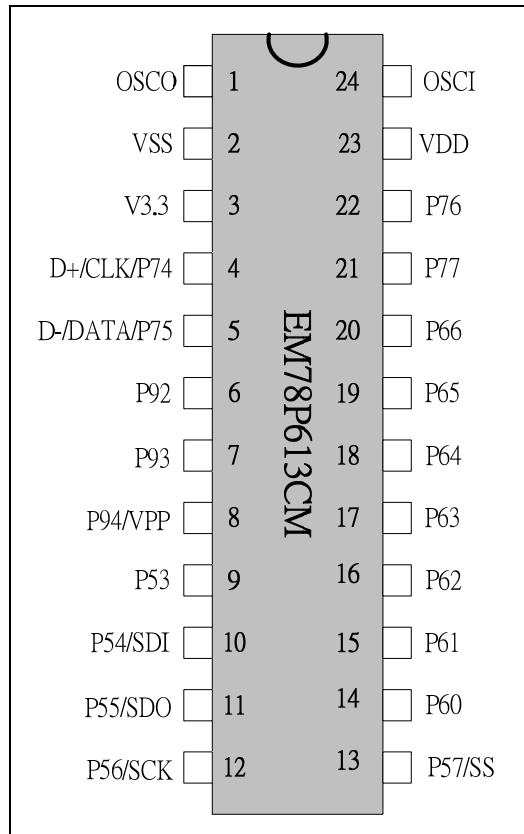 OSCO 1 24 OSCI
VSS 2 23 VDD
V3.3 3 22 P76
D+/CLK/P74 4 21 P77
D-/DATA/P75 5 20 P66
P92 6 19 P65
P93 7 18 P64
P94/VPP 8 17 P63
P53 9 16 P62
P54/SDI 10 15 P61
P55/SDO 11 14 P60
P56/SCK 12 13 P57/SS
EM78P613CM